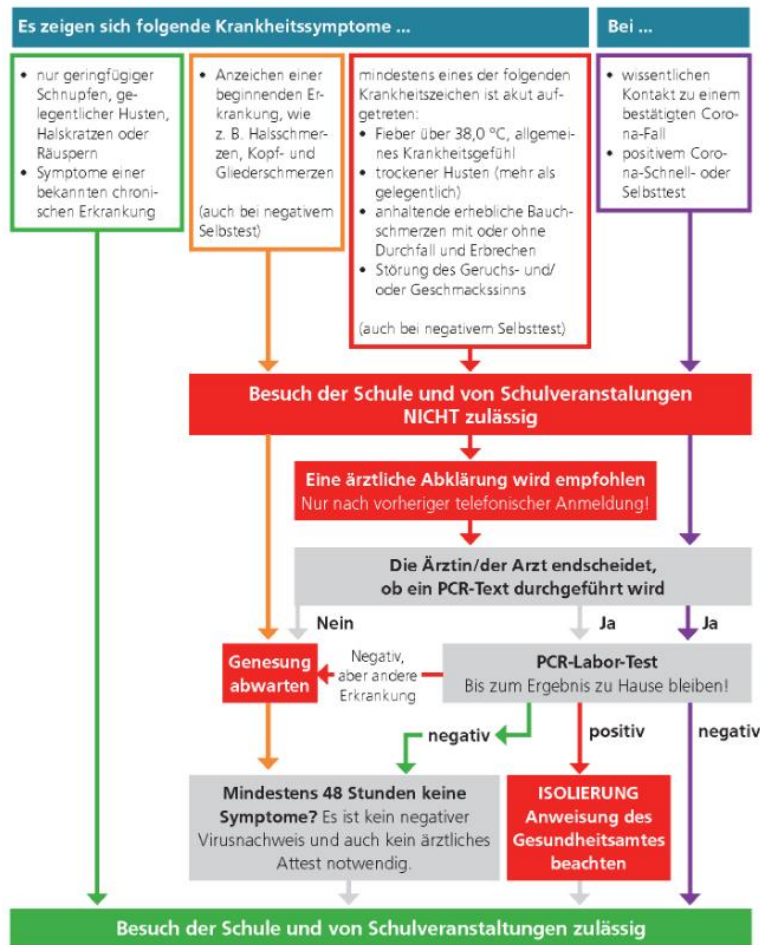 Es zeigen sich folgende Krankheitssymptome ...
Bei ...
• nur geringfügiger
Schnupfen, ge-
legentlicher Husten,
Halskratzen oder
Räuspern
• Symptome einer
bekannten chroni-
schen Erkrankung
• Anzeichen einer
beginnenden Er-
krankung, wie
z. B. Halsschmer-
zen, Kopf- und
Gliederschmerzen
(auch bei negativem
Selbstest)
mindestens eines der folgenden
Krankheitszeichen ist akut auf-
getreten:
• Fieber über 38,0 °C, allgemei-
nes Krankheitsgefühl
• trockener Husten (mehr als
gelegentlich)
• anhaltende erhebliche Bauch-
schmerzen mit oder ohne
Durchfall und Erbrechen
• Störung des Geruchs- und/
oder Geschmackssinns
(auch bei negativem Selbsttest)
• wissentlichen
Kontakt zu einem
bestätigten Coro-
na-Fall
• positivem Coro-
na-Schnell- oder
Selbsttest
Besuch der Schule und von Schulveranstalungen
NICHT zulässig
Eine ärztliche Abklärung wird empfohlen
Nur nach vorheriger telefonischer Anmeldung!
Die Ärztin/der Arzt endscheidet,
ob ein PCR-Text durchgeführt wird
Nein
Ja
Ja
Genesung
abwarten
Negativ,
aber andere
Erkrankung
PCR-Labor-Test
Bis zum Ergebnis zu Hause bleiben!
negativ
positiv
negativ
Mindestens 48 Stunden keine
Symptome? Es ist kein negativer
Virusnachweis und auch kein ärztliches
Attest notwendig.
ISOLIERUNG
Anweisung des
Gesundheitsamtes
beachten
Besuch der Schule und von Schulveranstaltungen zulässig